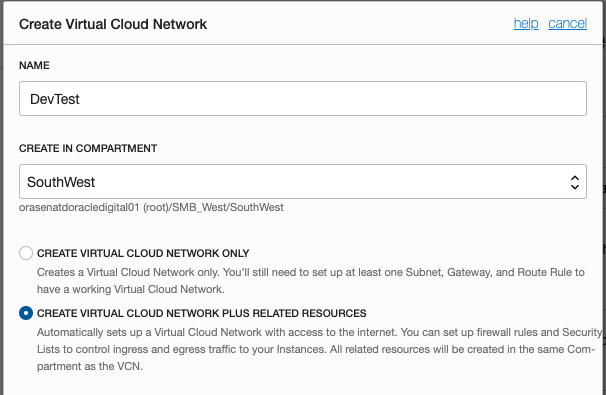 Create Virtual Cloud Network help cancel
NAME
DevTest
CREATE IN COMPARTMENT
SouthWest
orasenatdoracledigital01 (root)/SMB_West/SouthWest
CREATE VIRTUAL CLOUD NETWORK ONLY
Creates a Virtual Cloud Network only. You'll still need to set up at least one Subnet, Gateway, and Route Rule to
have a working Virtual Cloud Network.
CREATE VIRTUAL CLOUD NETWORK PLUS RELATED RESOURCES
Automatically sets up a Virtual Cloud Network with access to the internet. You can set up firewall rules and Security
Lists to control ingress and egress traffic to your Instances. All related resources will be created in the same Com-
partment as the VCN.